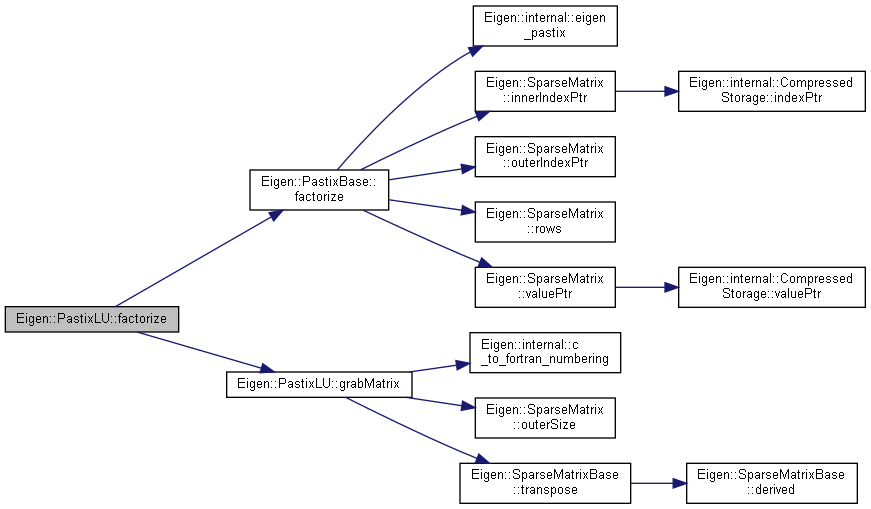 Eigen::internal::eigen
_pastix
Eigen::SparseMatrix
::innerIndexPtr
Eigen::internal::Compressed
Storage::indexPtr
Eigen::SparseMatrix
::outerIndexPtr
Eigen::PastixBase::
factorize
Eigen::SparseMatrix
::rows
Eigen::SparseMatrix
::valuePtr
Eigen::internal::Compressed
Storage::valuePtr
Eigen::PastixLU::factorize
Eigen::internal::c
_to_fortran_numbering
Eigen::PastixLU::grabMatrix
Eigen::SparseMatrix
::outerSize
Eigen::SparseMatrixBase
::transpose
Eigen::SparseMatrixBase
::derived